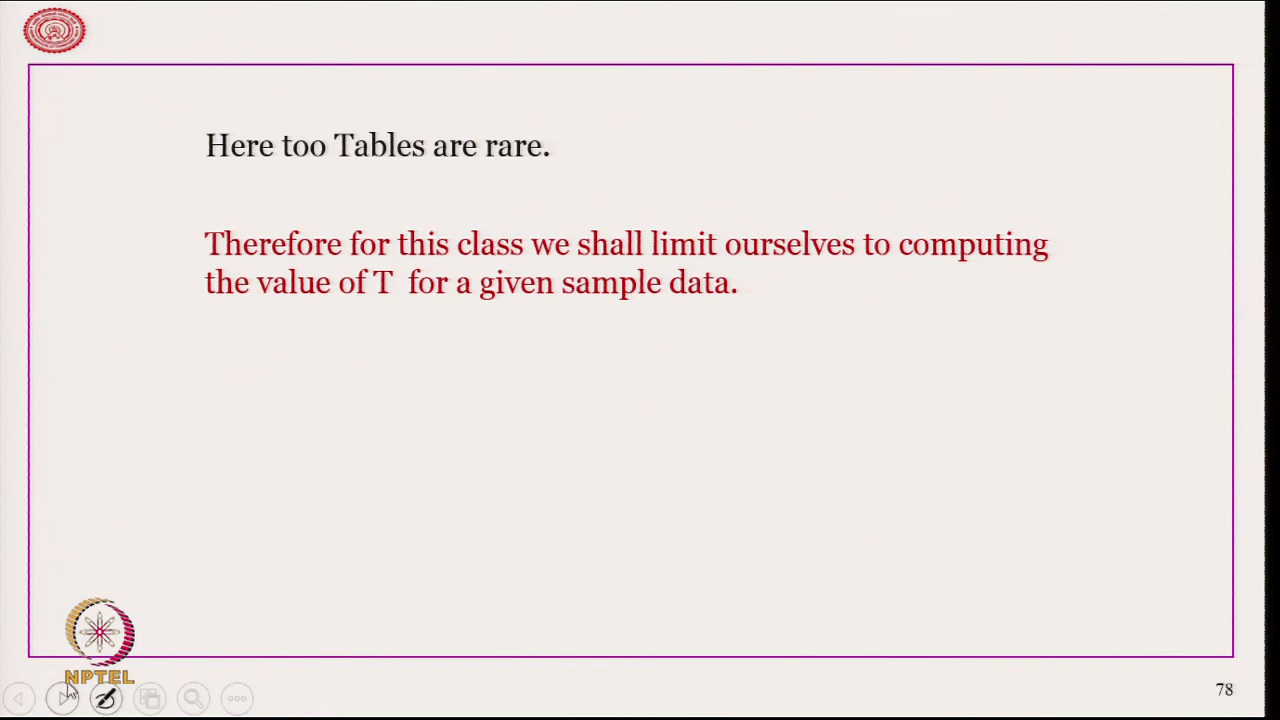 Here too Tables are rare.
Therefore for this class we shall limit ourselves to computing
the value of T for a given sample data.
NPTEL
78